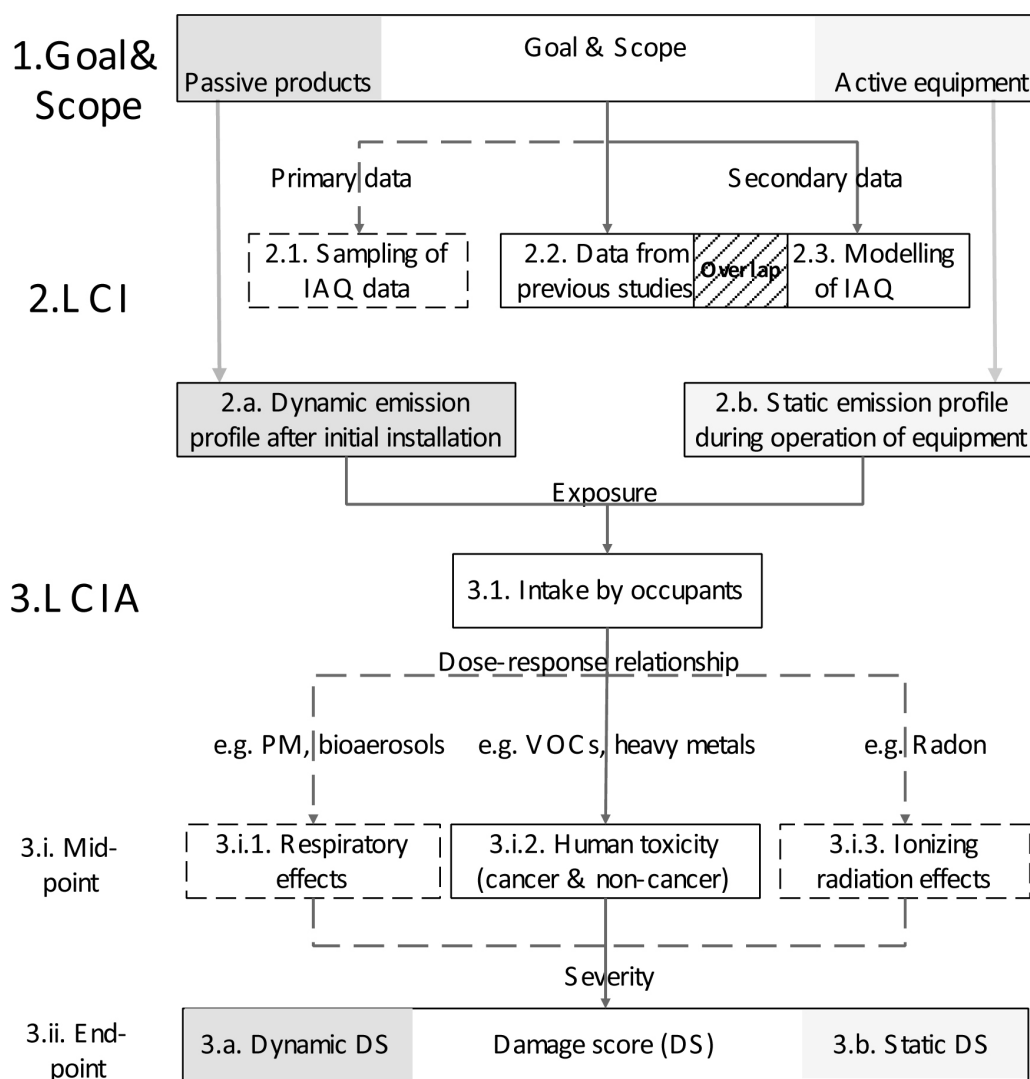 1.Goal&
Scope
Goal & Scope
Passive products
Active equipment
Primary data
Secondary data
2.LCI
2.1. Sampling of
IAQ data
2.2. Data from
previous studies
Overlap
2.3. Modelling
of IAQ
2.a. Dynamic emission
profile after initial installation
2.b. Static emission profile
during operation of equipment
Exposure
3.LCIA
3.1. Intake by occupants
Dose-response relationship
e.g. PM, bioaerosols
e.g. VOCs, heavy metals
e.g. Radon
3.i. Mid-
point
3.i.1. Respiratory
effects
3.i.2. Human toxicity
(cancer & non-cancer)
3.i.3. Ionizing
radiation effects
Severity
3.ii. End-
point
3.a. Dynamic DS
Damage score (DS)
3.b. Static DS